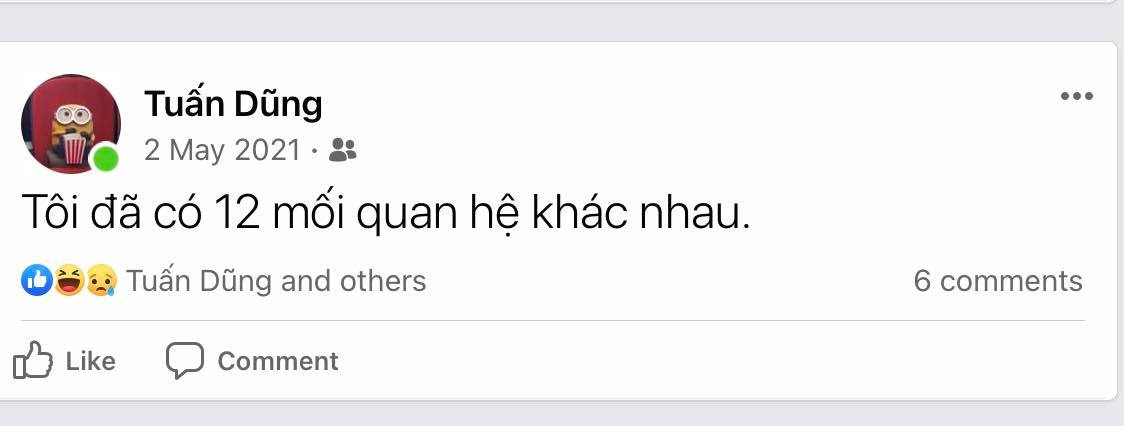 Tuấn Dũng
2 May 2021 ·
Tôi đã có 12 mối quan hệ khác nhau.
Tuấn Dũng and others
6 comments
Like
Comment